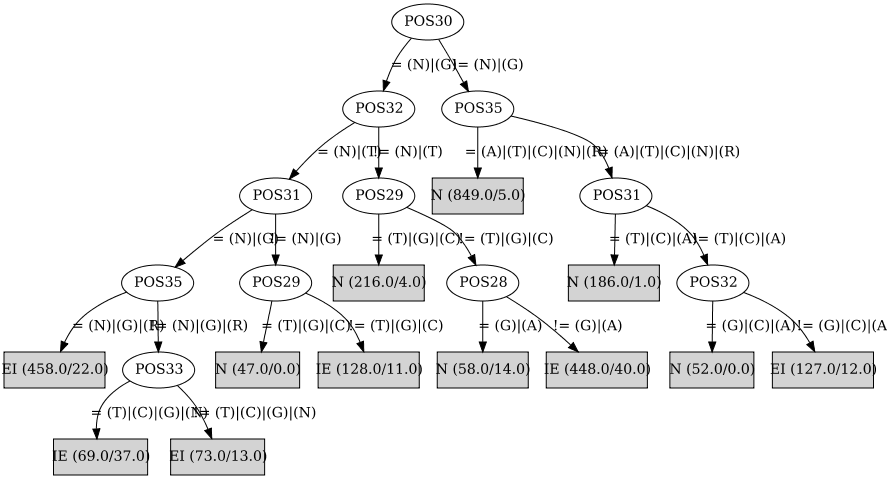 POS30
= (N)|(G) != (N)|(G)
POS32 POS35
= (N)|(T) != (N)|(T) = (A)|(T)|(C)|(N)|(R) != (A)|(T)|(C)|(N)|(R)
POS31 POS29 N (849.0/5.0) POS31
= (N)|(G) != (N)|(G) = (T)|(G)|(C) != (T)|(G)|(C) = (T)|(C)|(A) != (T)|(C)|(A)
POS35 POS29 N (216.0/4.0) POS28 N (186.0/1.0) POS32
= (N)|(G)|(R) != (N)|(G)|(R) = (T)|(G)|(C) != (T)|(G)|(C) = (G)|(A) != (G)|(A) = (G)|(C)|(A) != (G)|(C)|(A
EI (458.0/22.0) POS33 N (47.0/0.0) IE (128.0/11.0) N (58.0/14.0) IE (448.0/40.0) N (52.0/0.0) EI (127.0/12.0)
= (T)|(C)|(G)|(N) != (T)|(C)|(G)|(N)
IE (69.0/37.0) EI (73.0/13.0)